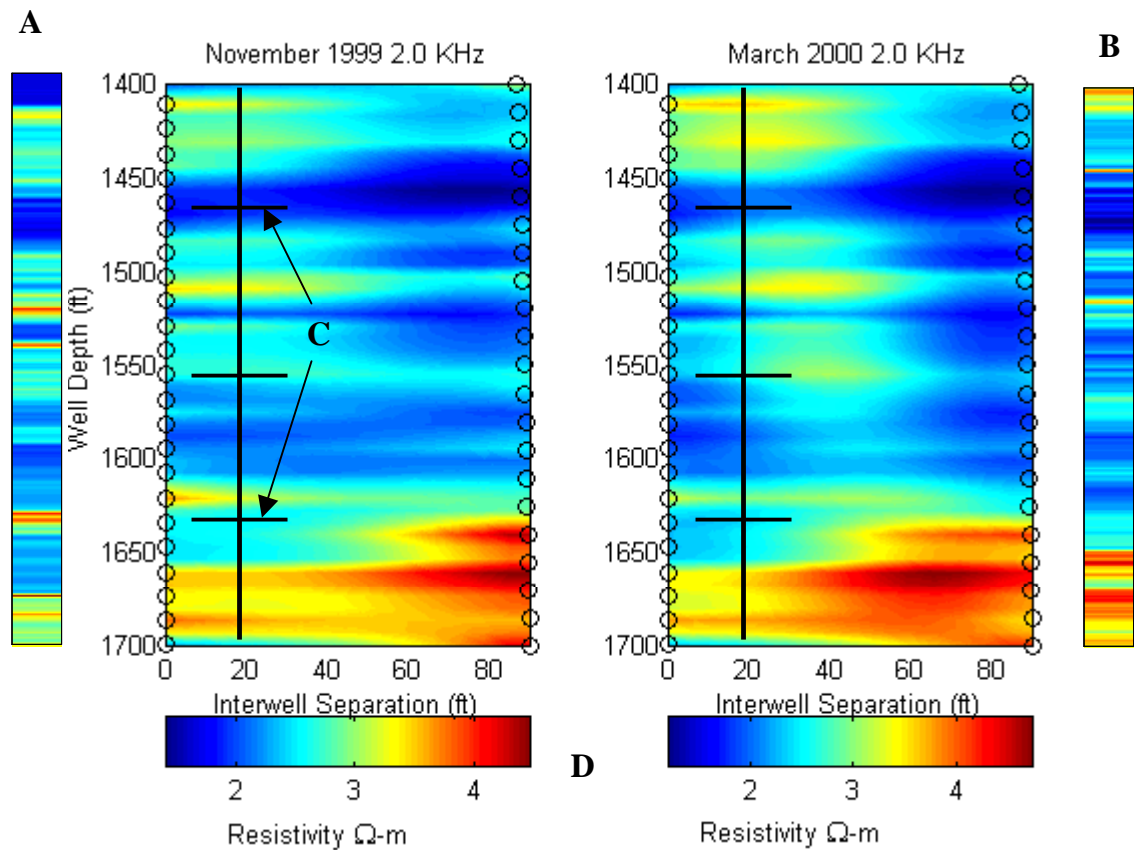 A
November 1999 2.0 KHz
March 2000 2.0 KHz
B
1400
1450
1500
1550
1600
1650
1700
Well Depth (ft)
C
0 20 40 60 80
Interwell Separation (ft)
2 3 4
Resistivity Ω-m
D
1400
1450
1500
1550
1600
1650
1700
0 20 40 60 80
Interwell Separation (ft)
2 3 4
Resistivity Ω-m